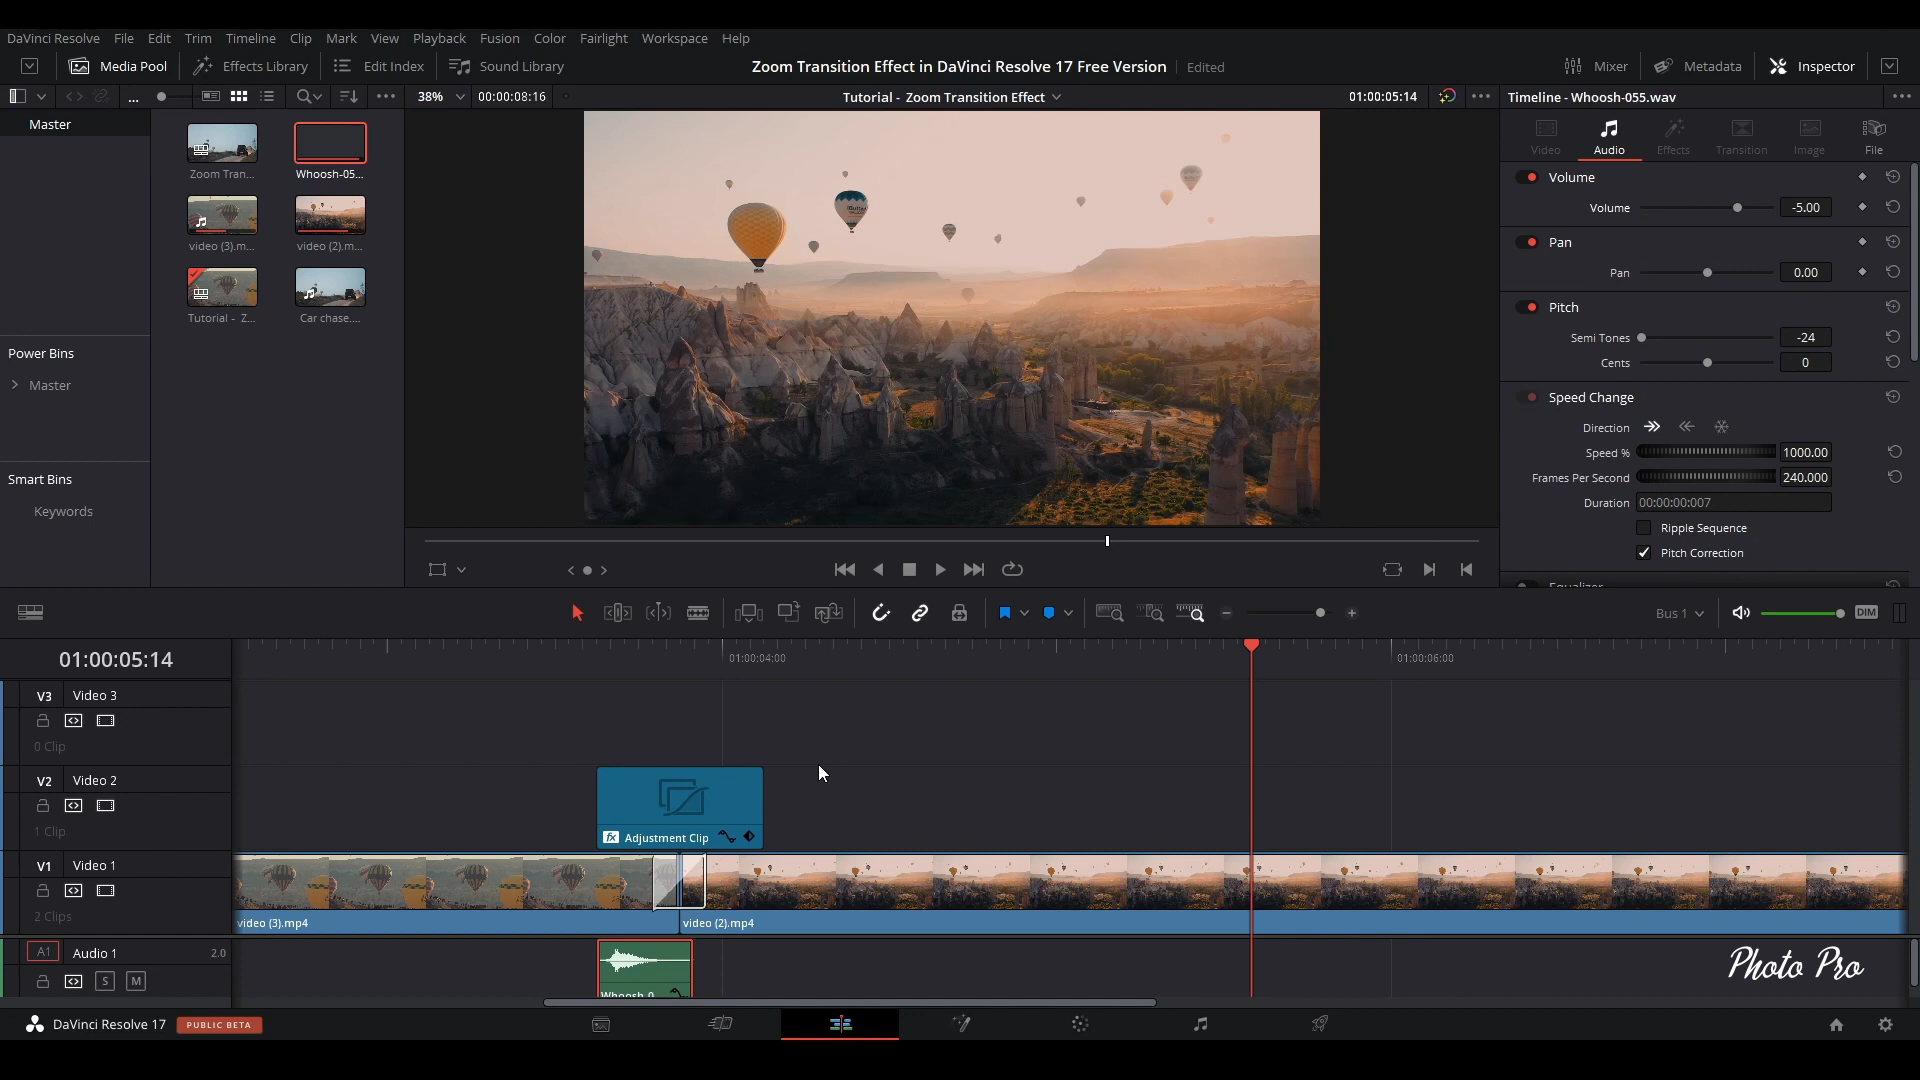 DaVinci Resolve File Edit Trim Timeline Clip Mark View Playback Fusion Color Fairlight Workspace Help
Media Pool Effects Library Edit Index Sound Library
Zoom Transition Effect in DaVinci Resolve 17 Free Version Edited
Mixer Metadata Inspector
38% 00:00:08:16 Tutorial - Zoom Transition Effect 01:00:05:14
Timeline - Whoosh-055.wav
Master
Zoom Tran...
Whoosh-05...
video (3).m...
video (2).m...
Tutorial - Z...
Car chase....
Power Bins
Master
Smart Bins
Keywords
Video Audio Effects Transition Image File
Volume
Volume -5.00
Pan
Pan 0.00
Pitch
Semi Tones -24
Cents 0
Speed Change
Direction
Speed % 1000.00
Frames Per Second 240.000
Duration 00:00:00:007
Ripple Sequence
Pitch Correction
Equalizer
Bus 1 DIM
01:00:05:14
01:00:04:00
01:00:06:00
V3 Video 3
0 Clip
V2 Video 2
1 Clip
Adjustment Clip
V1 Video 1
2 Clips
video (3).mp4
video (2).mp4
A1 Audio 1 2.0
S M
Whoosh-0...
Photo Pro
DaVinci Resolve 17 PUBLIC BETA